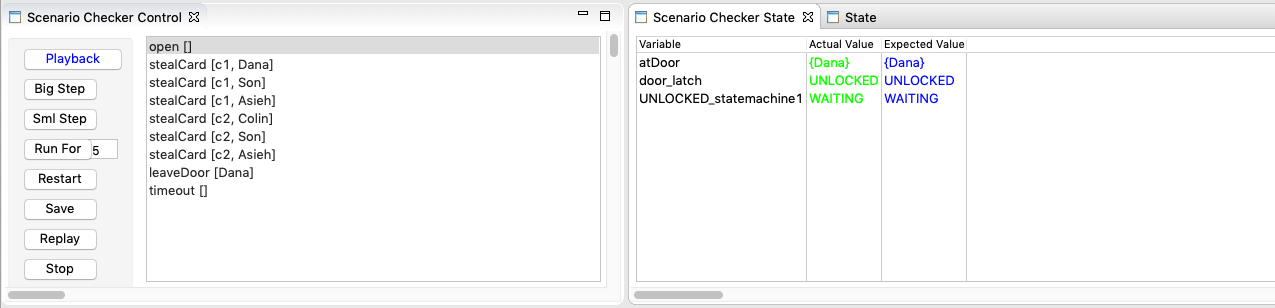 Scenario Checker Control
Playback
Big Step
Sml Step
Run For 5
Restart
Save
Replay
Stop
open []
stealCard [c1, Dana]
stealCard [c1, Son]
stealCard [c1, Asieh]
stealCard [c2, Colin]
stealCard [c2, Son]
stealCard [c2, Asieh]
leaveDoor [Dana]
timeout []
Scenario Checker State State
Variable Actual Value Expected Value
atDoor {Dana} {Dana}
door_latch UNLOCKED UNLOCKED
UNLOCKED_statemachine1 WAITING WAITING